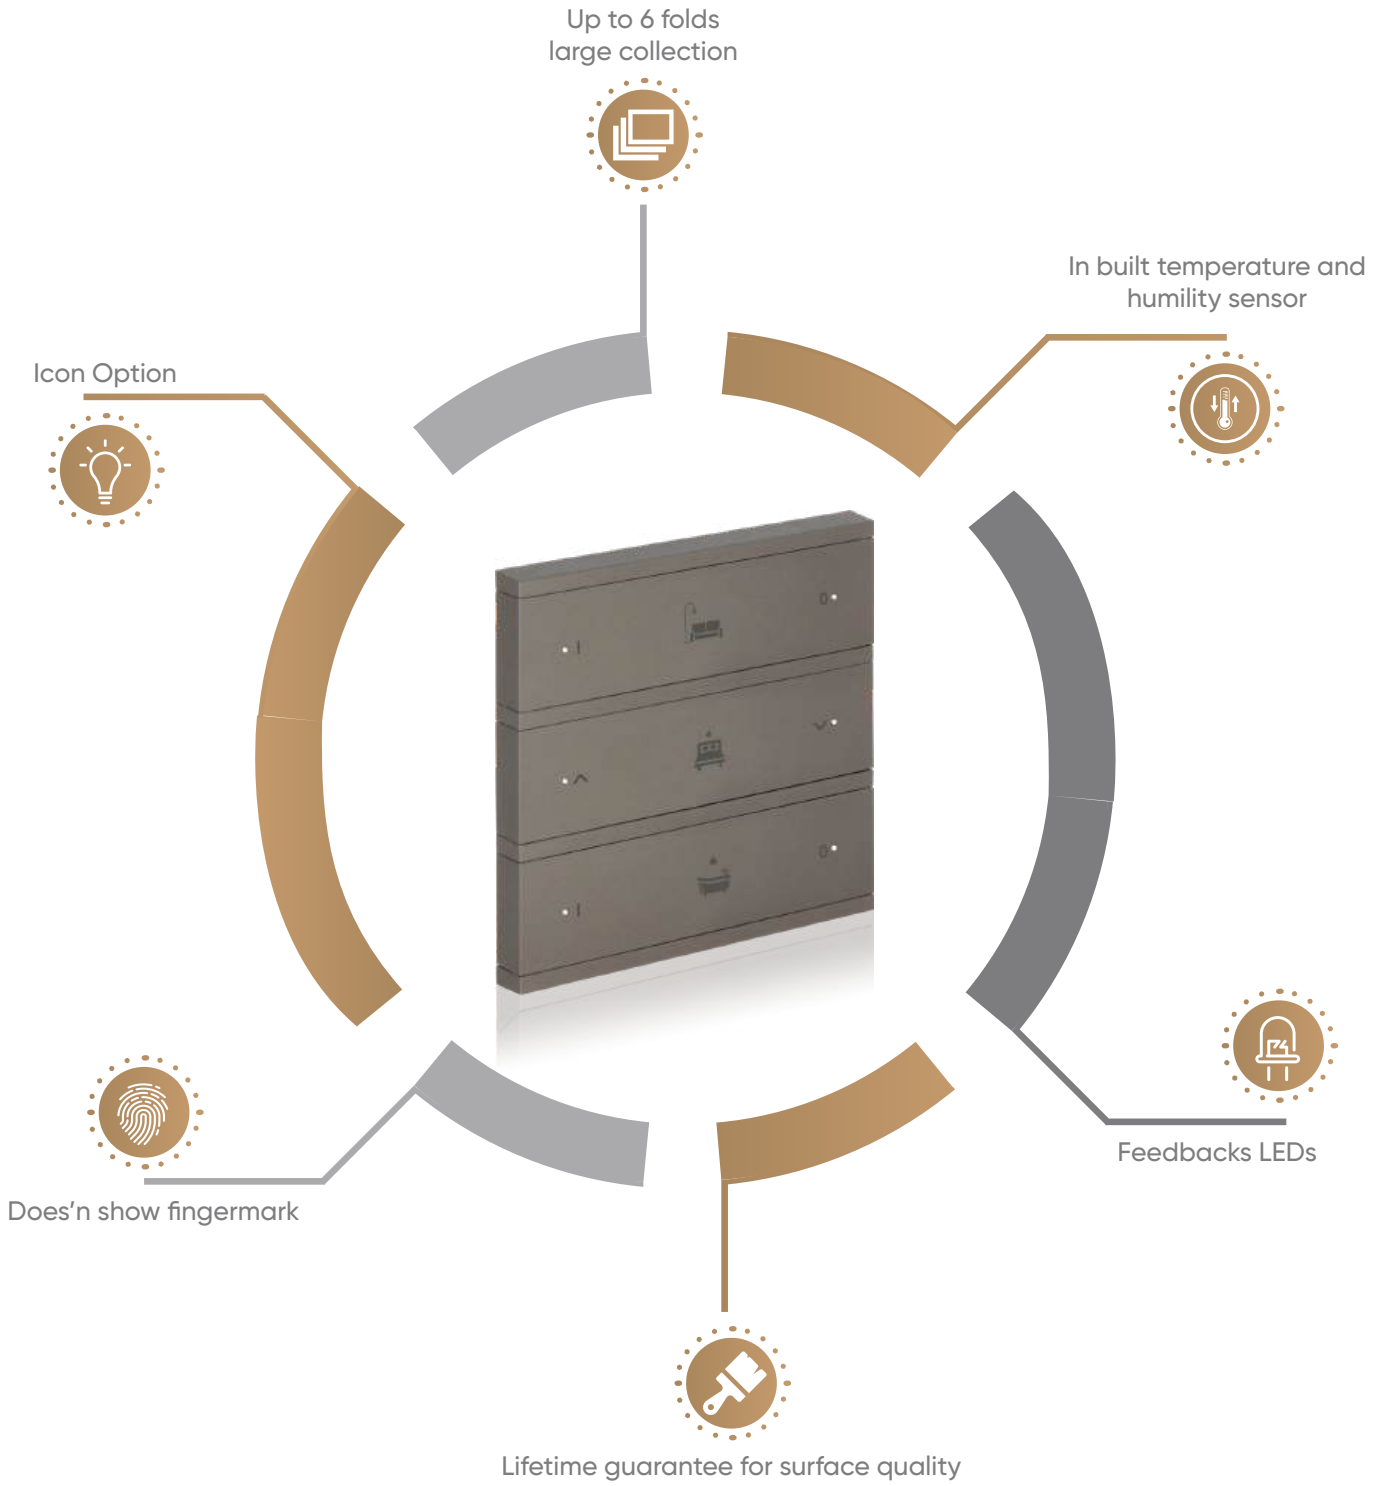 Up to 6 folds
large collection
In built temperature and
humility sensor
Icon Option
Feedbacks LEDs
Does'n show fingermark
Lifetime guarantee for surface quality